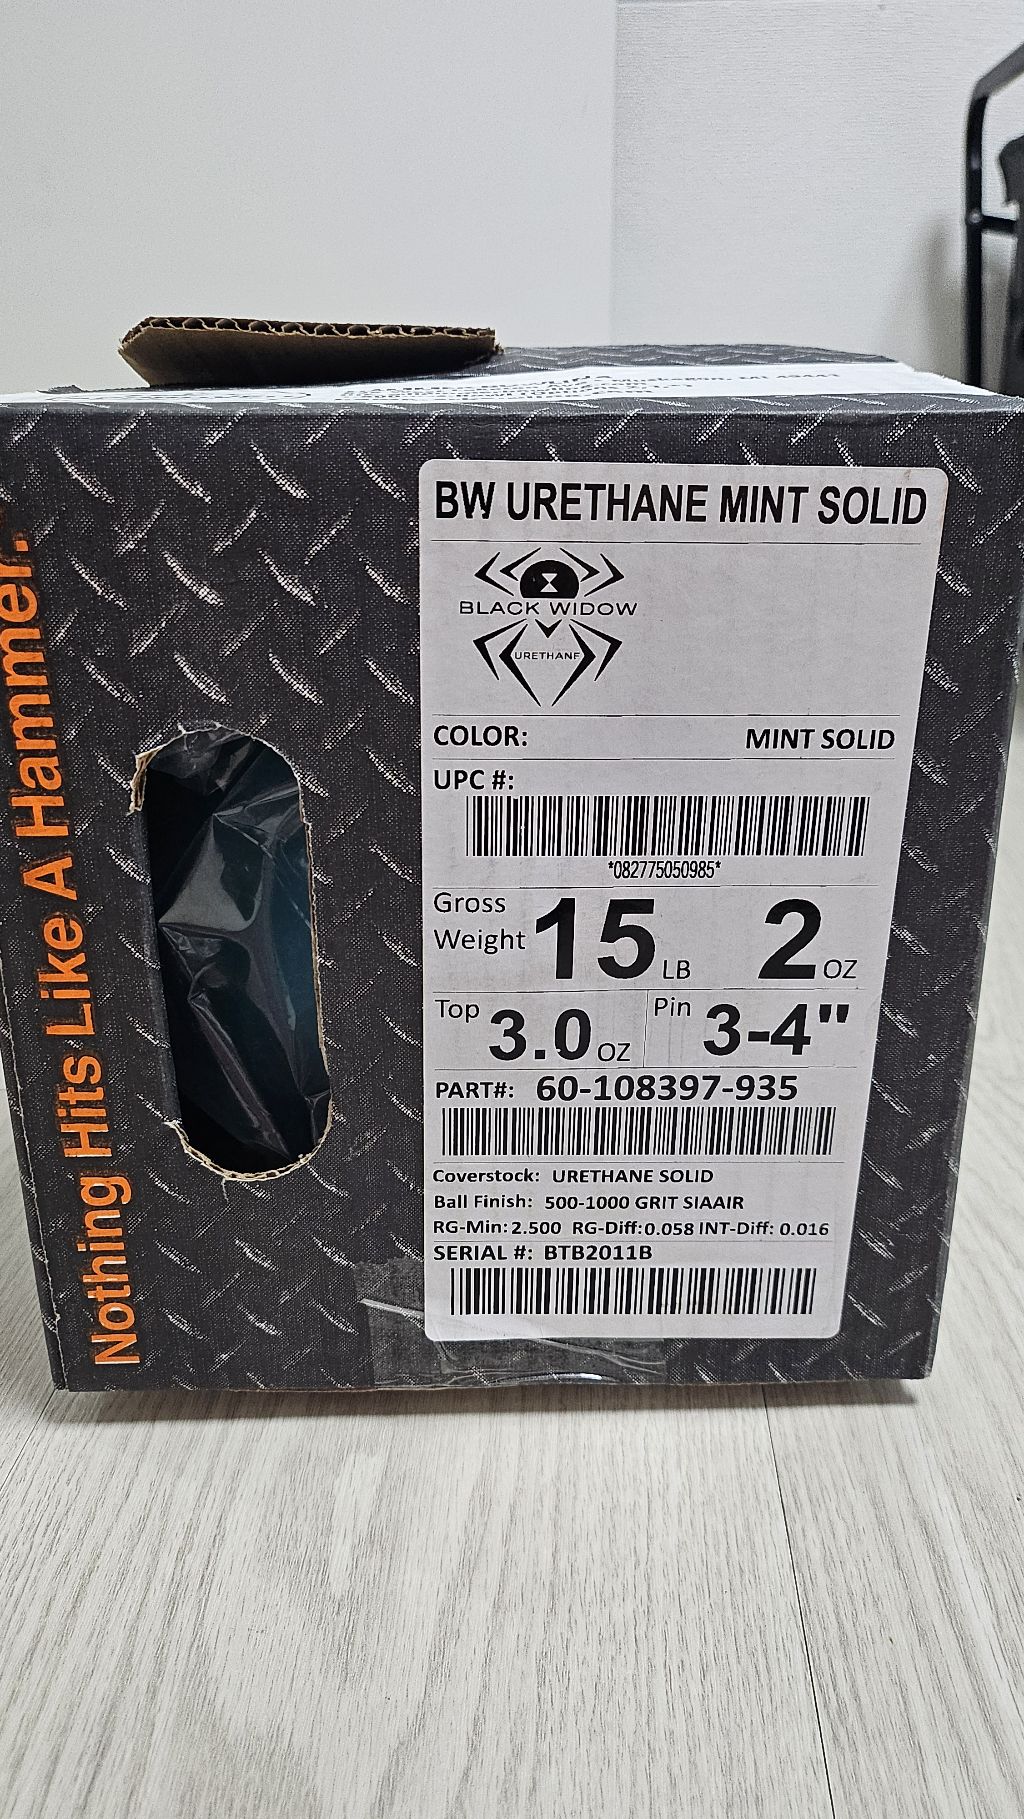 BW URETHANE MINT SOLID
BLACK WIDOW
URETHANE
COLOR: MINT SOLID
UPC #:
*082775050985*
Gross Weight 15 LB 2 OZ
Top 3.0 OZ Pin 3-4"
PART#: 60-108397-935
Coverstock: URETHANE SOLID
Ball Finish: 500-1000 GRIT SIAAIR
RG-Min: 2.500 RG-Diff: 0.058 INT-Diff: 0.016
SERIAL #: BTB2011B
Nothing Hits Like A Hammer.